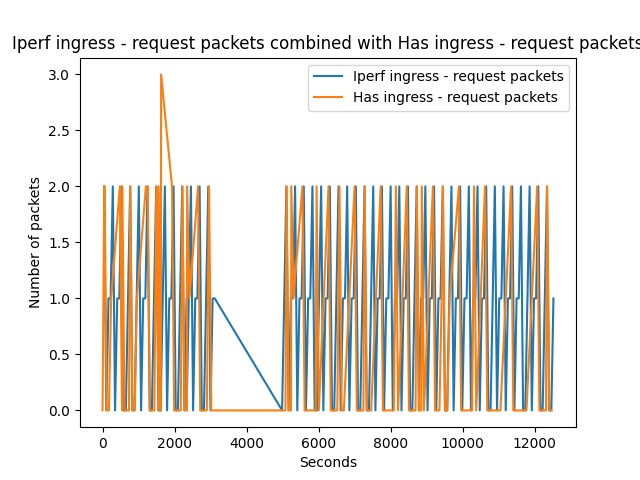 Iperf ingress - request packets combined with Has ingress - request packets
Iperf ingress - request packets
Has ingress - request packets
Number of packets
3.0
2.5
2.0
1.5
1.0
0.5
0.0
0 2000 4000 6000 8000 10000 12000
Seconds